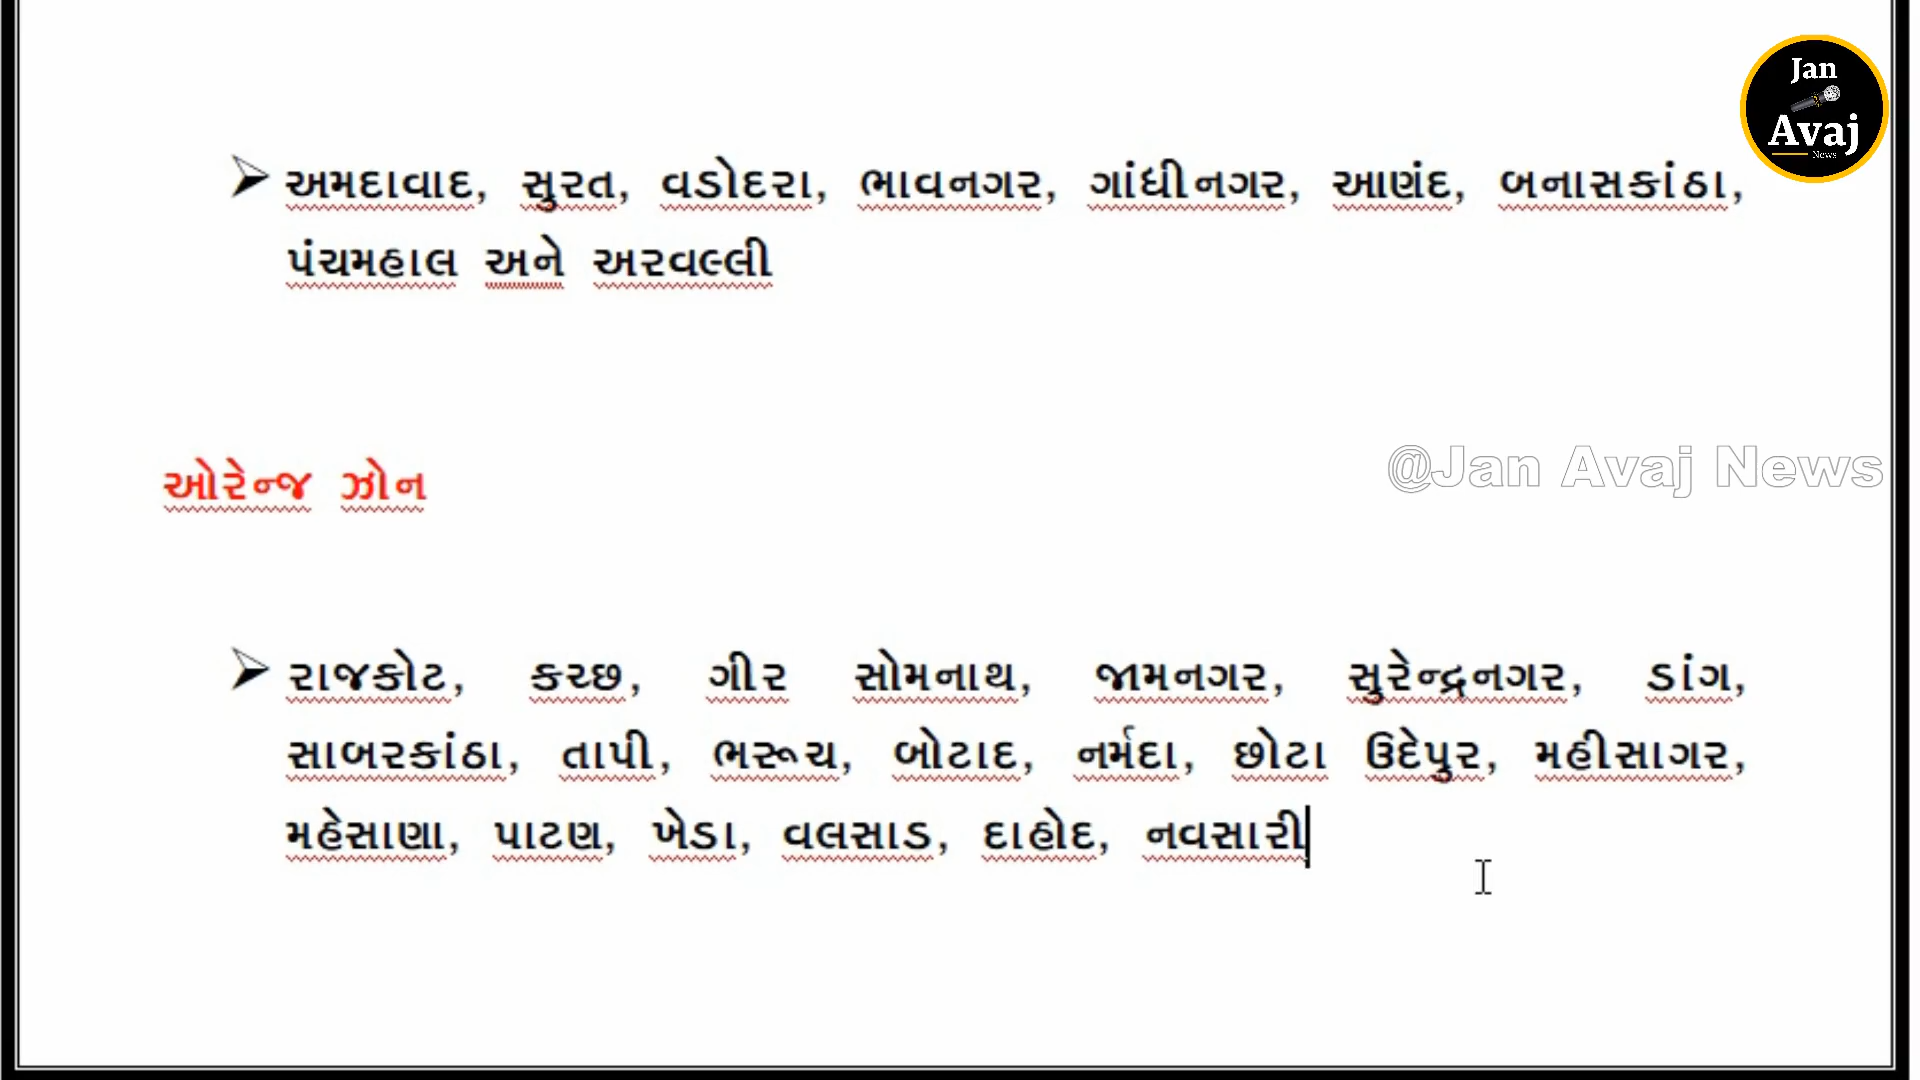 Jan
Avaj
News
➢ અમદાવાદ, સુરત, વડોદરા, ભાવનગર, ગાંધીનગર, આણંદ, બનાસકાંઠા,
પંચમહાલ અને અરવલ્લી
@Jan Avaj News
ઓરેન્જ ઝોન
➢ રાજકોટ, કચ્છ, ગીર સોમનાથ, જામનગર, સુરેન્દ્રનગર, ડાંગ,
સાબરકાંઠા, તાપી, ભરૂચ, બોટાદ, નર્મદા, છોટા ઉદેપુર, મહીસાગર,
મહેસાણા, પાટણ, ખેડા, વલસાડ, દાહોદ, નવસારી